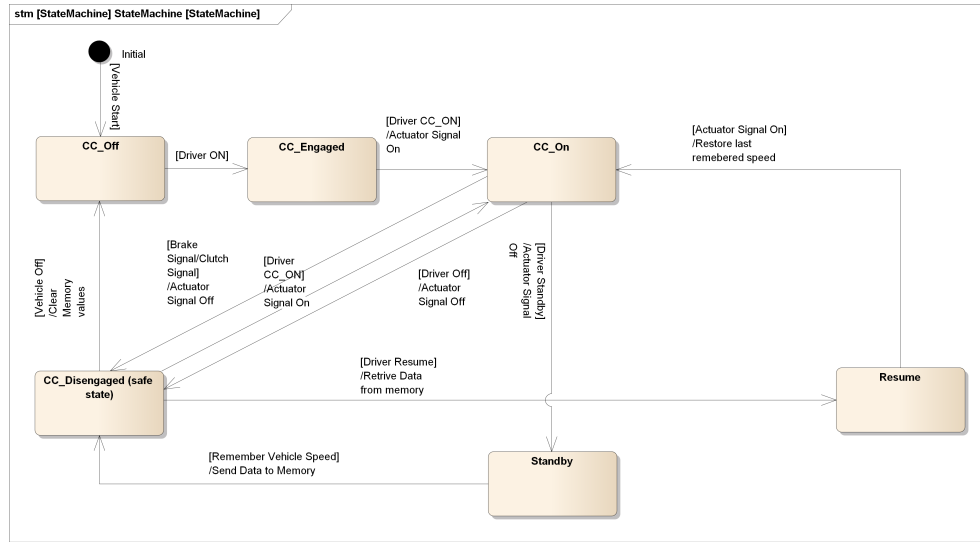 stm [StateMachine] StateMachine [StateMachine]
Initial
[Vehicle Start]
CC_Off
[Driver ON]
CC_Engaged
[Driver CC_ON]
/Actuator Signal
On
CC_On
[Actuator Signal On]
/Restore last
remebered speed
[Brake
Signal/Clutch
Signal]
/Actuator
Signal Off
[Driver
CC_ON]
/Actuator
Signal On
[Driver Off]
/Actuator
Signal Off
[Driver Standby]
/Actuator Signal
Off
[Vehicle Off]
/Clear
Memory
values
CC_Disengaged (safe
state)
[Driver Resume]
/Retrive Data
from memory
Resume
[Remember Vehicle Speed]
/Send Data to Memory
Standby